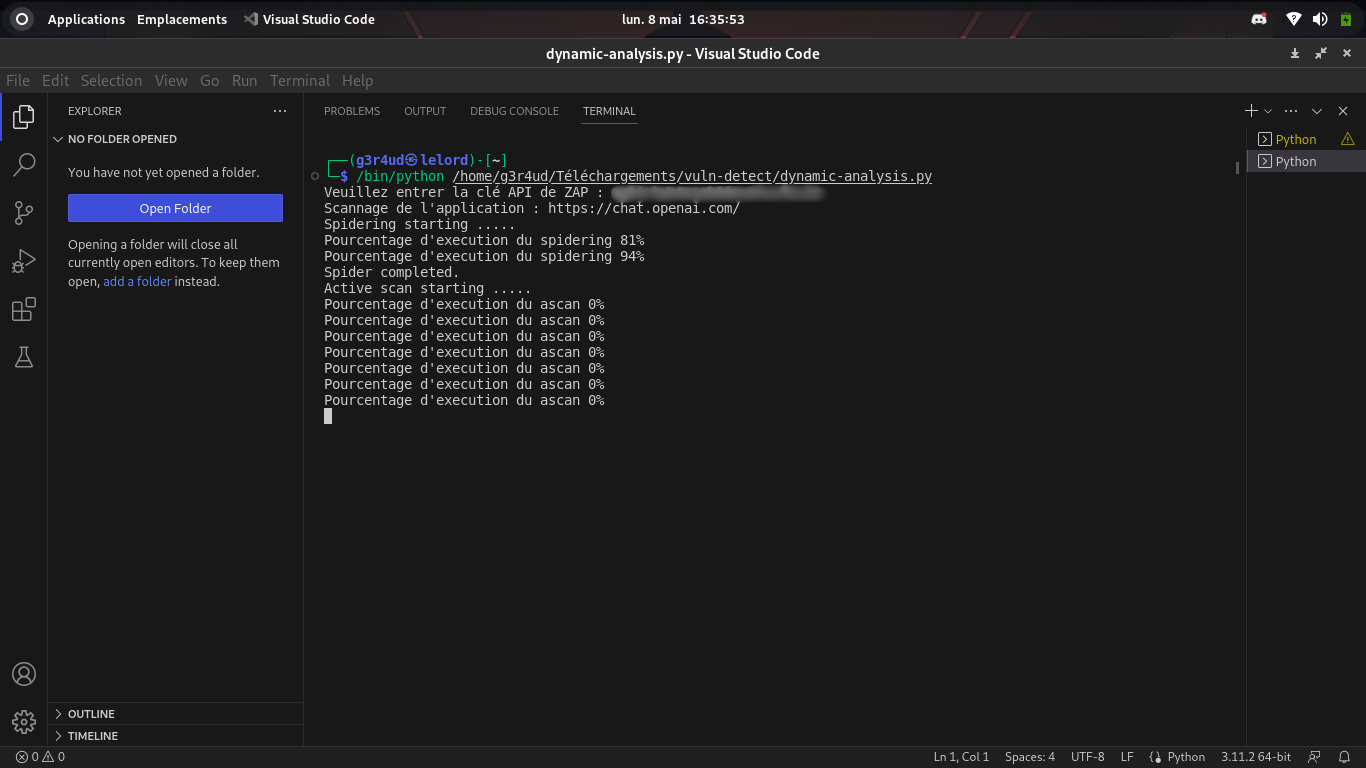 Applications Emplacements Visual Studio Code lun. 8 mai 16:35:53
dynamic-analysis.py - Visual Studio Code
File Edit Selection View Go Run Terminal Help
EXPLORER
NO FOLDER OPENED
You have not yet opened a folder.
Open Folder
Opening a folder will close all
currently open editors. To keep them
open, add a folder instead.
OUTLINE
TIMELINE
PROBLEMS OUTPUT DEBUG CONSOLE TERMINAL
┌──(g3r4ud㉿lelord)-[~]
└─$ /bin/python /home/g3r4ud/Téléchargements/vuln-detect/dynamic-analysis.py
Veuillez entrer la clé API de ZAP :
Scannage de l'application : https://chat.openai.com/
Spidering starting .....
Pourcentage d'execution du spidering 81%
Pourcentage d'execution du spidering 94%
Spider completed.
Active scan starting .....
Pourcentage d'execution du ascan 0%
Pourcentage d'execution du ascan 0%
Pourcentage d'execution du ascan 0%
Pourcentage d'execution du ascan 0%
Pourcentage d'execution du ascan 0%
Pourcentage d'execution du ascan 0%
Pourcentage d'execution du ascan 0%
Python
Python
0 0 Ln 1, Col 1 Spaces: 4 UTF-8 LF Python 3.11.2 64-bit